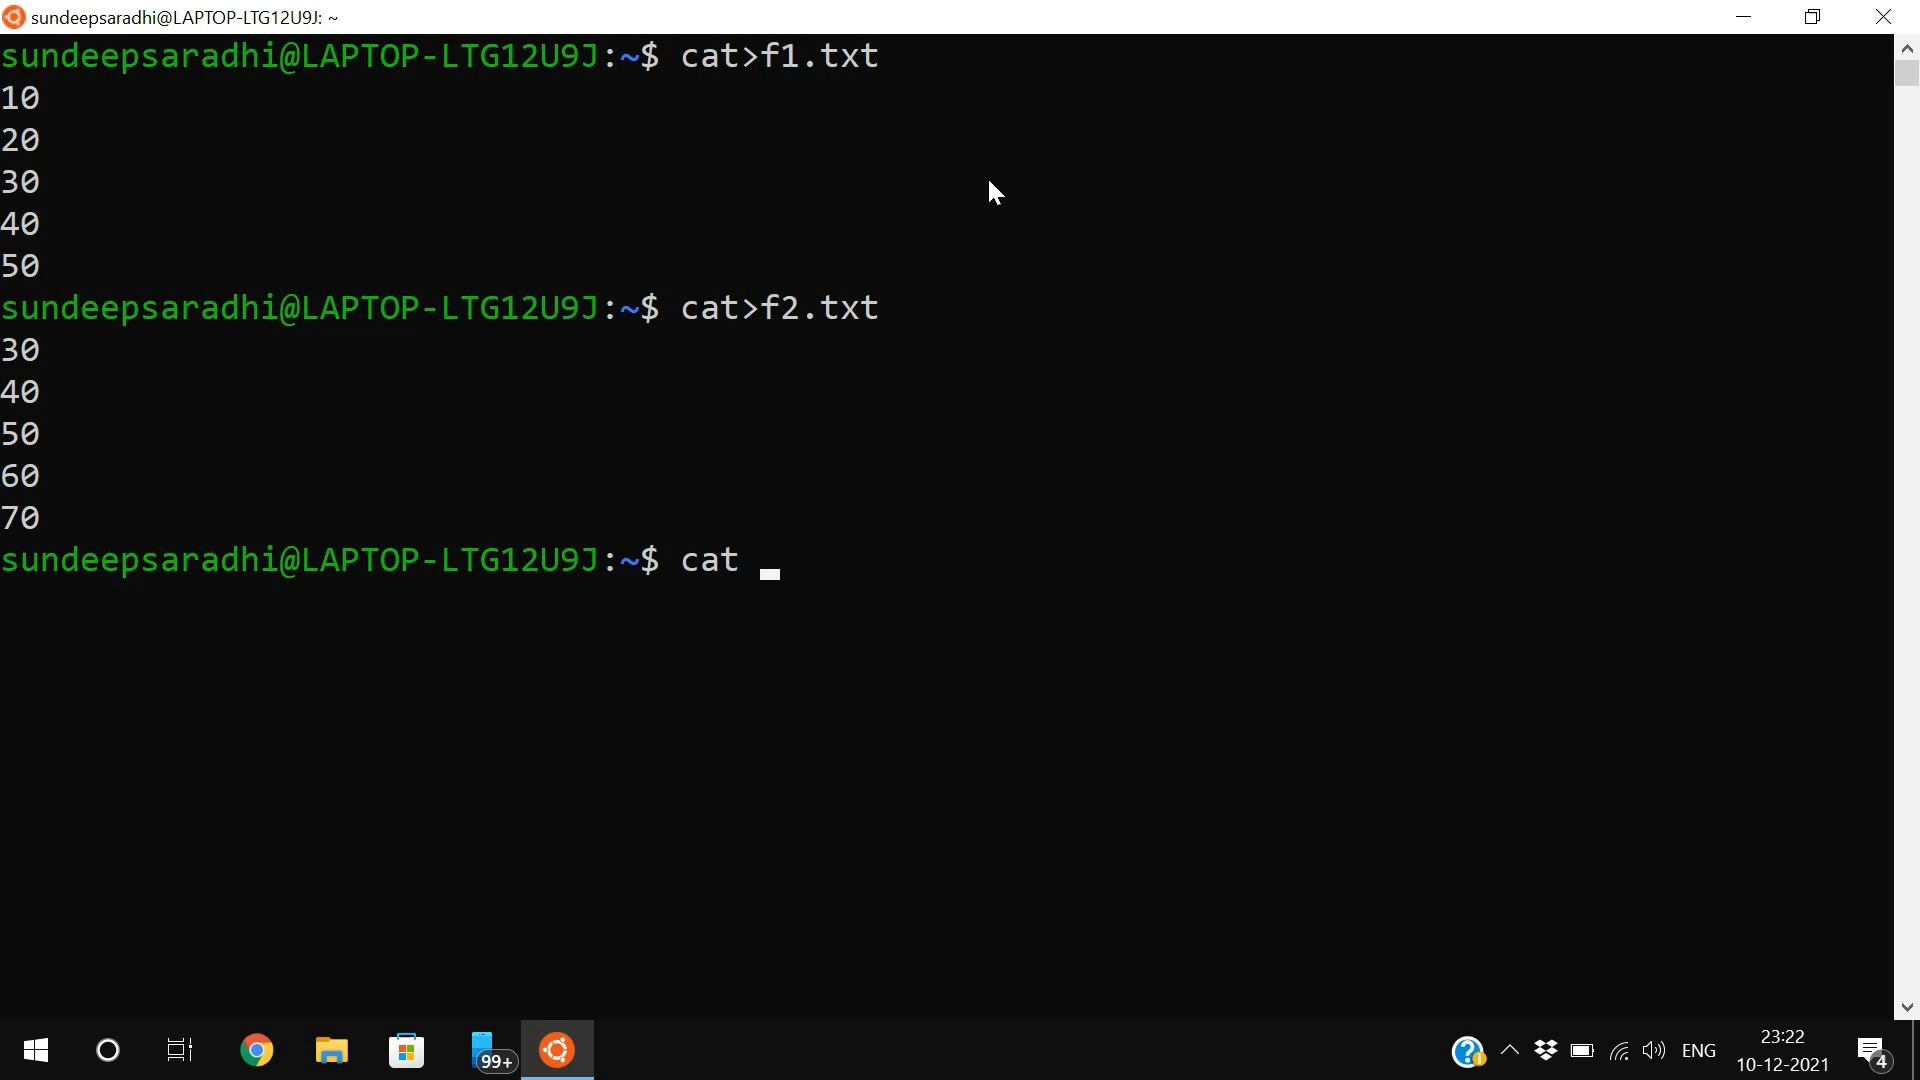 sundeepsaradhi@LAPTOP-LTG12U9J: ~
sundeepsaradhi@LAPTOP-LTG12U9J:~$ cat>f1.txt
10
20
30
40
50
sundeepsaradhi@LAPTOP-LTG12U9J:~$ cat>f2.txt
30
40
50
60
70
sundeepsaradhi@LAPTOP-LTG12U9J:~$ cat
99+
ENG
23:22
10-12-2021
4